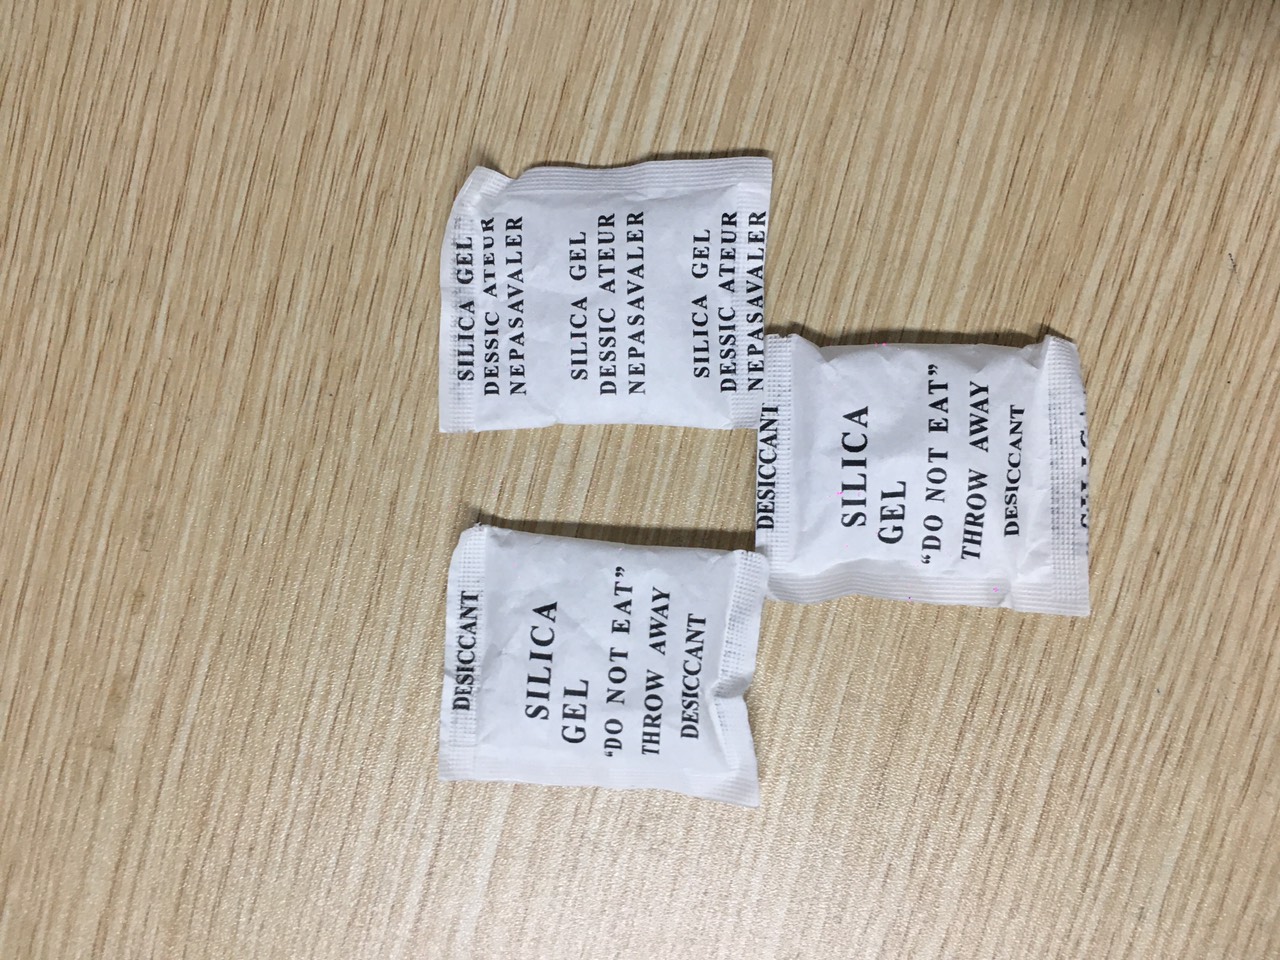 SILICA GEL
DESSIC ATEUR
NEPASAVALER
SILICA GEL
DESSIC ATEUR
NEPASAVALER
SILICA GEL
DESSIC ATEUR
NEPASAVALER
DESICCANT
SILICA
GEL
“DO NOT EAT”
THROW AWAY
DESICCANT
DESICCANT
SILICA
GEL
“DO NOT EAT”
THROW AWAY
DESICCANT